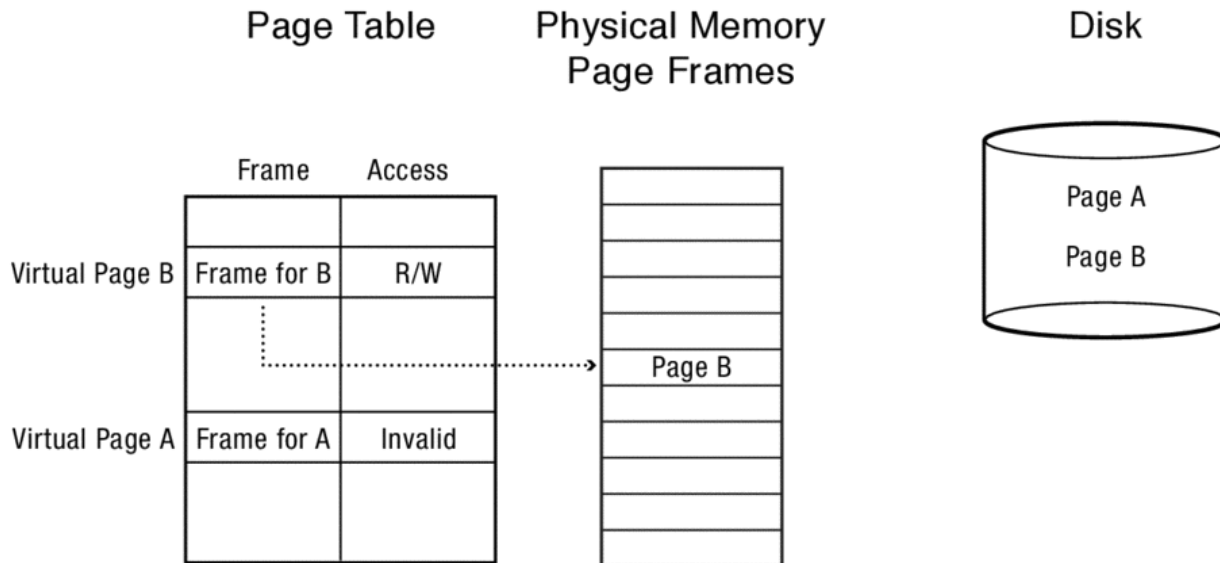 Page Table
Physical Memory
Page Frames
Disk
Frame
Access
Page A
Virtual Page B
Frame for B
R/W
Page B
Page B
Virtual Page A
Frame for A
Invalid